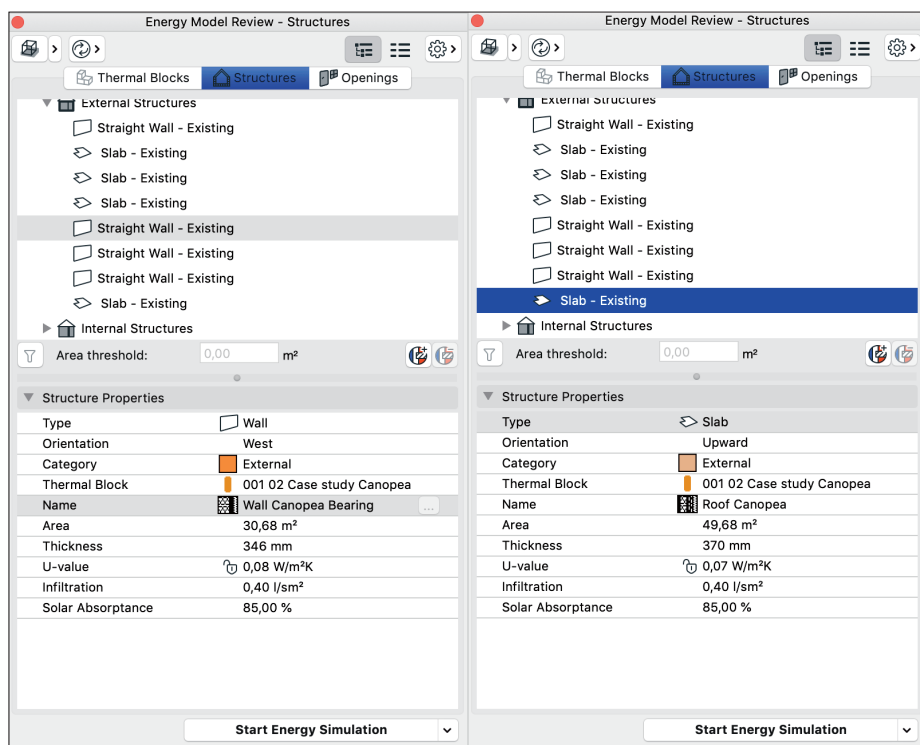 Energy Model Review - Structures
Thermal Blocks
Structures
Openings
External Structures
Straight Wall - Existing
Slab - Existing
Slab - Existing
Slab - Existing
Straight Wall - Existing
Straight Wall - Existing
Straight Wall - Existing
Slab - Existing
Internal Structures
Area threshold: 0,00 m²
Structure Properties
Type Wall
Orientation West
Category External
Thermal Block 001 02 Case study Canopea
Name Wall Canopea Bearing ...
Area 30,68 m²
Thickness 346 mm
U-value 0,08 W/m²K
Infiltration 0,40 l/sm²
Solar Absorptance 85,00 %
Start Energy Simulation
Energy Model Review - Structures
Thermal Blocks
Structures
Openings
External Structures
Straight Wall - Existing
Slab - Existing
Slab - Existing
Slab - Existing
Straight Wall - Existing
Straight Wall - Existing
Straight Wall - Existing
Slab - Existing
Internal Structures
Area threshold: 0,00 m²
Structure Properties
Type Slab
Orientation Upward
Category External
Thermal Block 001 02 Case study Canopea
Name Roof Canopea
Area 49,68 m²
Thickness 370 mm
U-value 0,07 W/m²K
Infiltration 0,40 l/sm²
Solar Absorptance 85,00 %
Start Energy Simulation